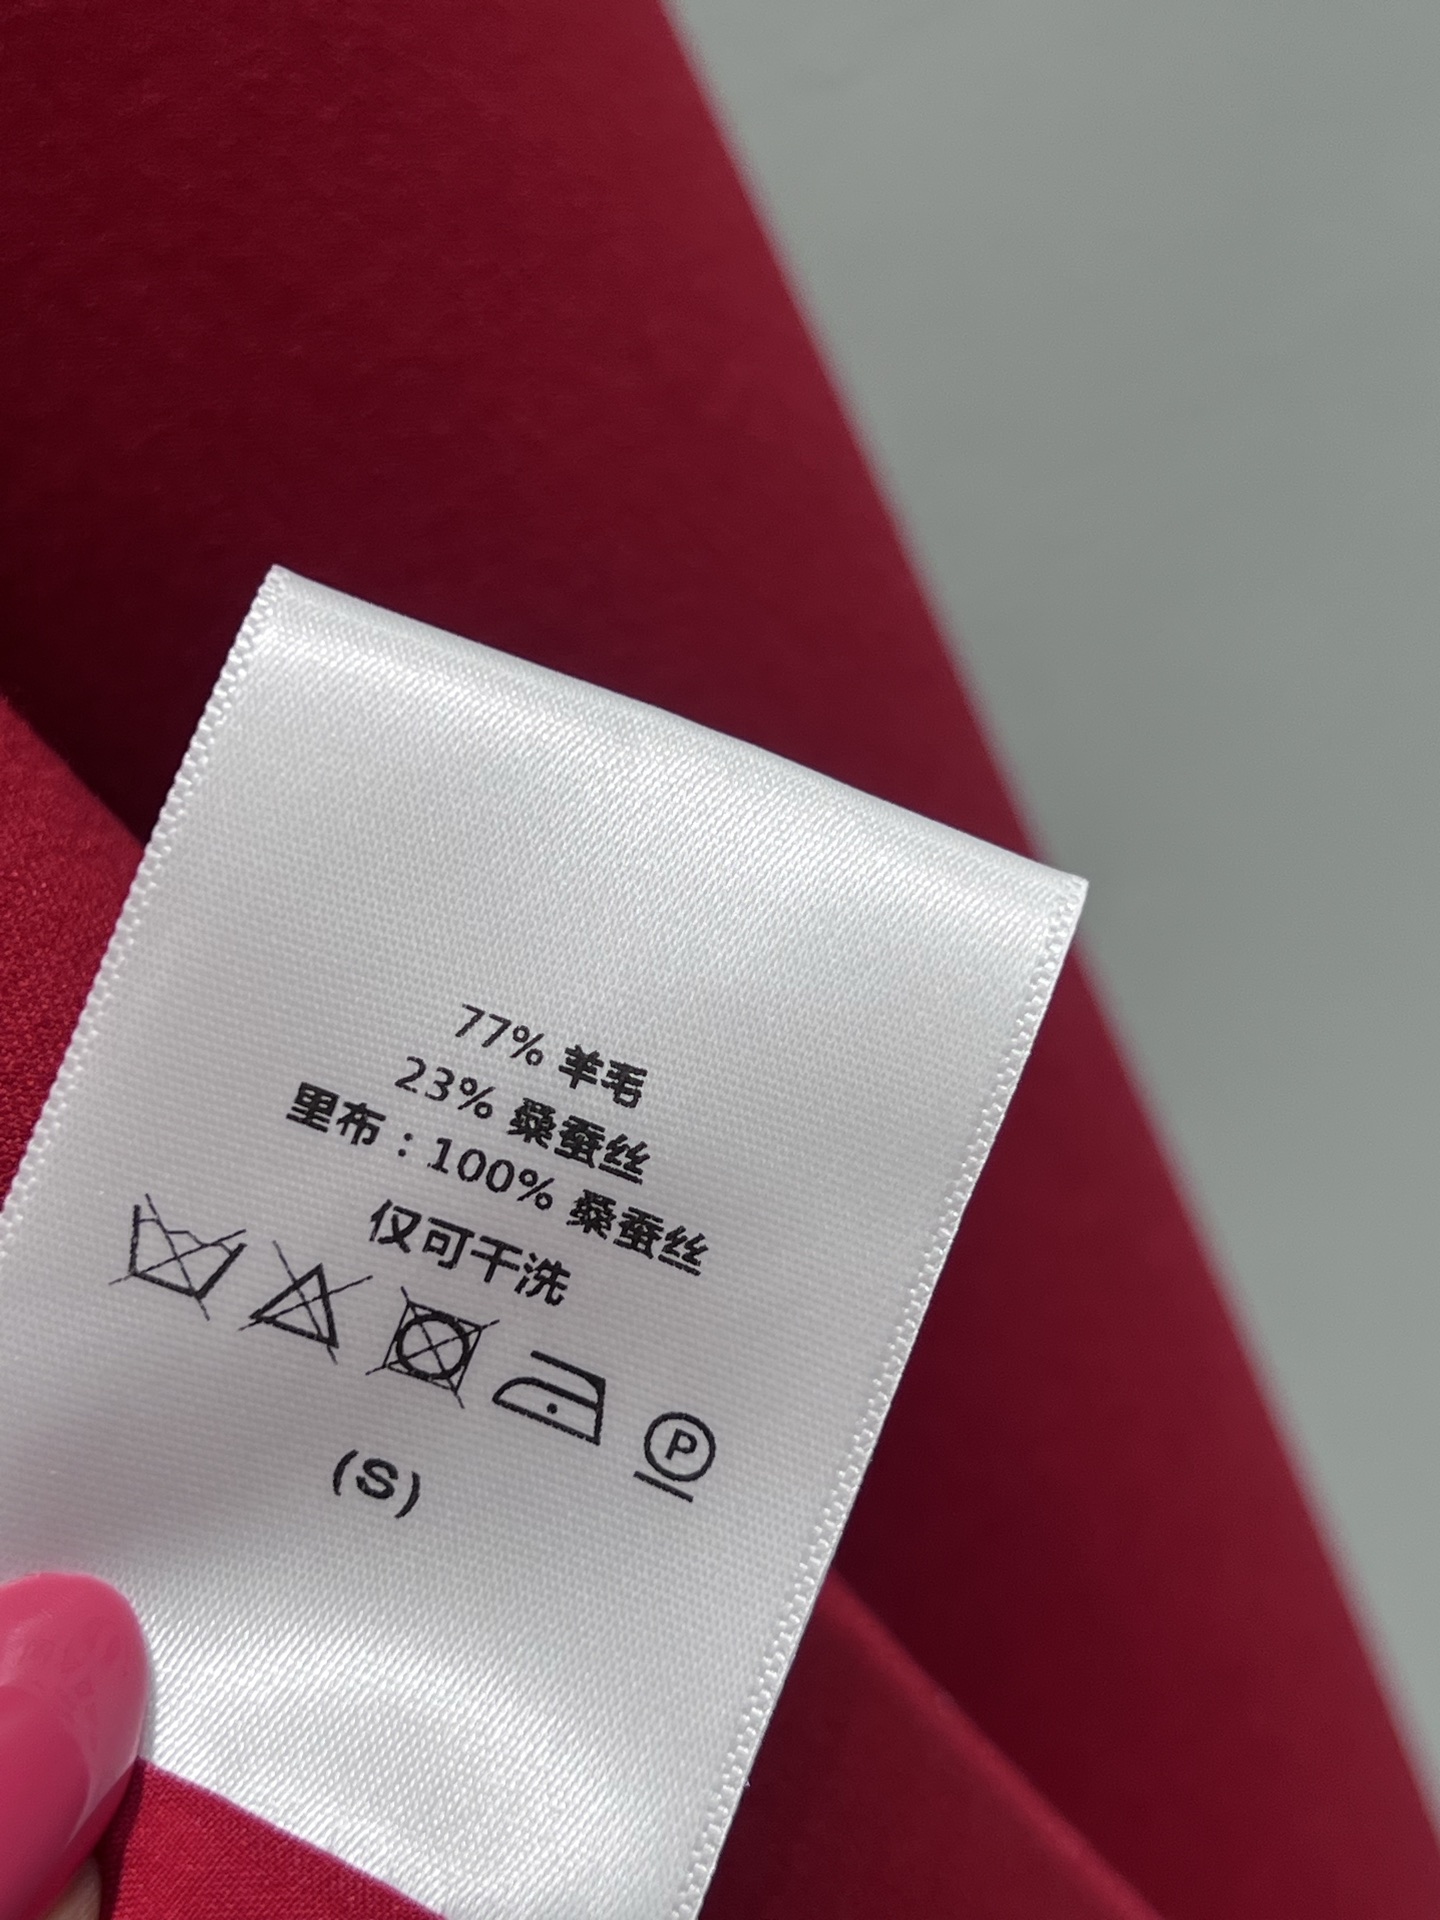 77% 羊毛
23% 桑蚕丝
里布：100% 桑蚕丝
仅可干洗
P
(S)